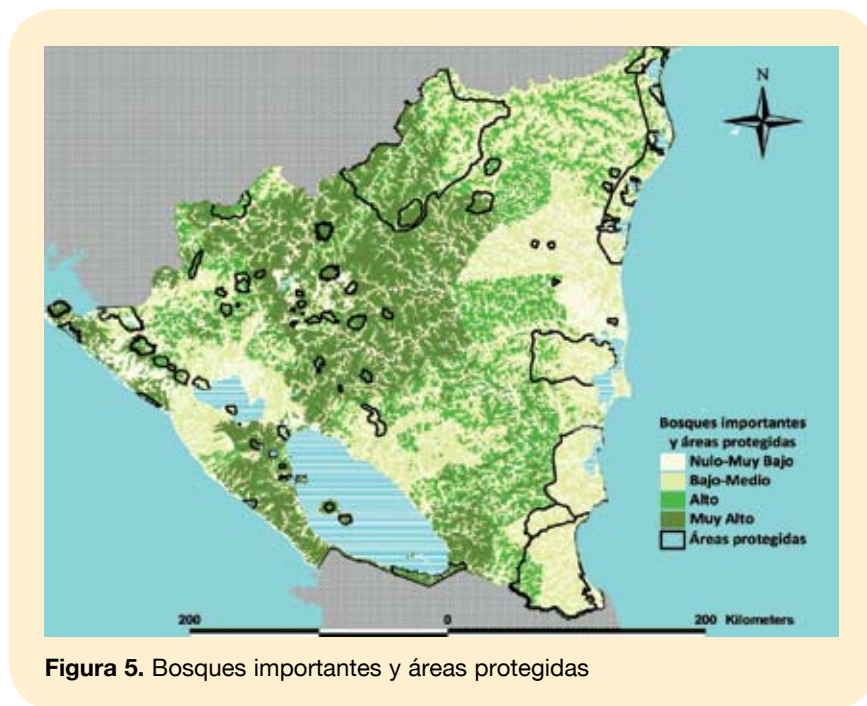 N
Bosques importantes
y áreas protegidas
Nulo-Muy Bajo
Bajo-Medio
Alto
Muy Alto
Áreas protegidas
200 0 200 Kilometers
Figura 5. Bosques importantes y áreas protegidas